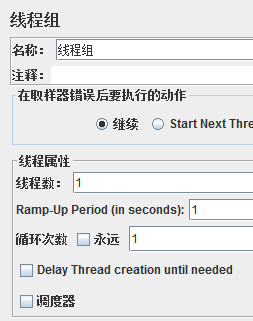 线程组
名称： 线程组
注释：
在取样器错误后要执行的动作
继续 Start Next Thre
线程属性
线程数： 1
Ramp-Up Period (in seconds): 1
循环次数 永远 1
Delay Thread creation until needed
调度器